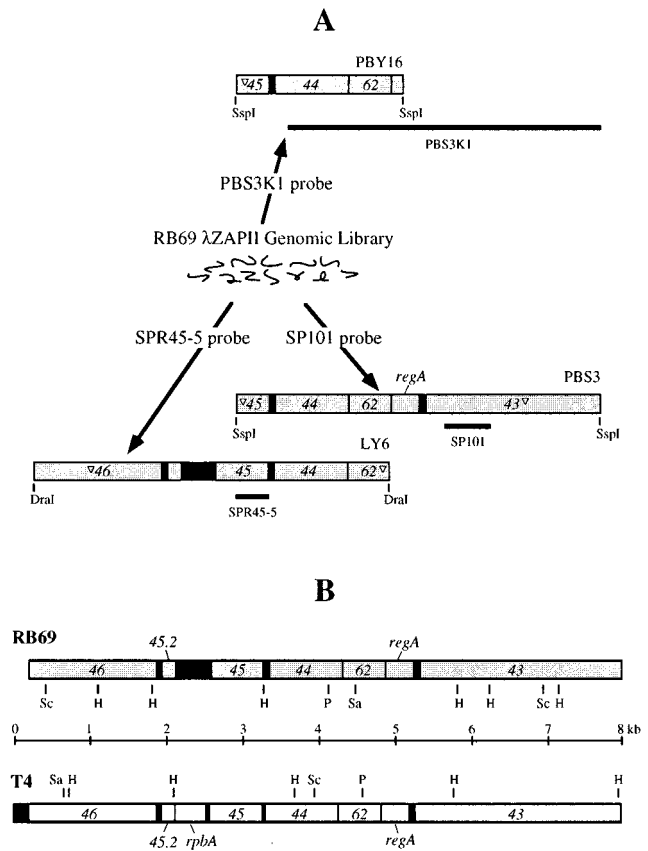 A
PBY16
▽45 44 62
SspI SspI
PBS3K1
PBS3K1 probe
RB69 λZAPII Genomic Library
SPR45-5 probe SP101 probe
regA PBS3
▽45 44 62 43▽
SspI SP101 SspI
LY6
▽46 45 44 62▽
DraI DraI
SPR45-5
B
RB69 45.2 regA
46 45 44 62 43
Sc H H H P Sa H H Sc H
0 1 2 3 4 5 6 7 8 kb
T4 Sa H H H Sc P H H
46 45 44 62 43
45.2 rpbA regA